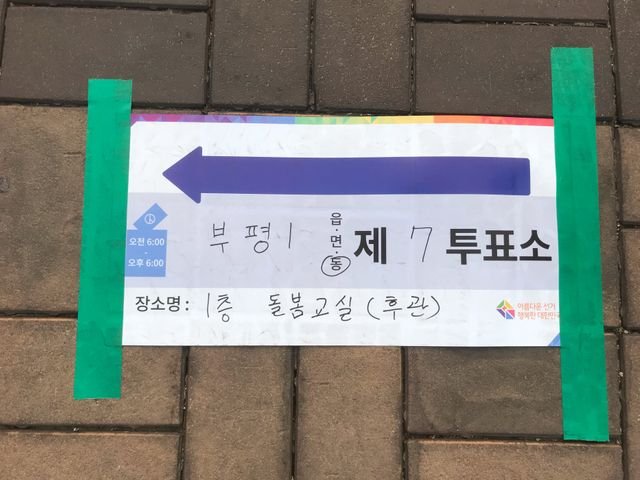 부평1 읍·면·동 제 7 투표소
오전 6:00
-
오후 6:00
장소명: 1층 돌봄교실 (후관)
아름다운 선거
행복한 대한민국